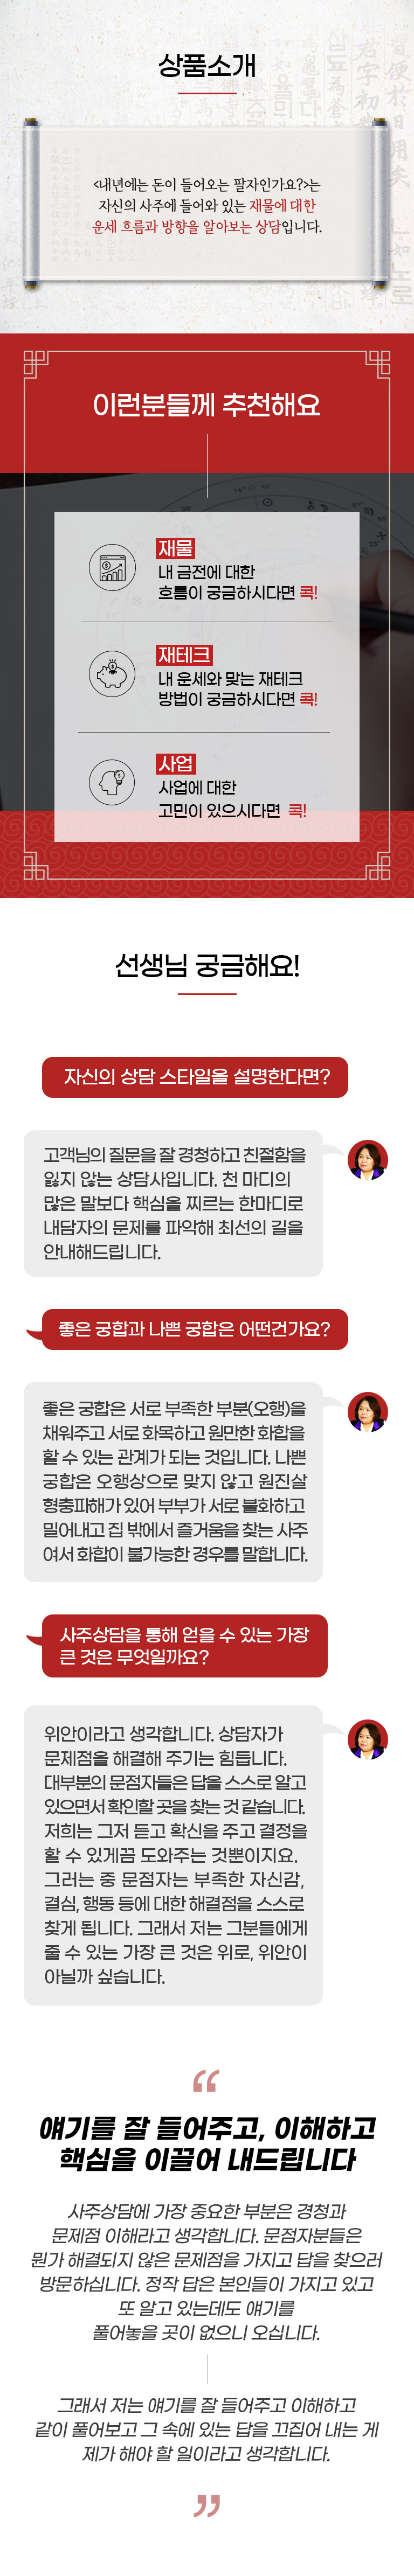 상품소개
<내년에는 돈이 들어오는 팔자인가요?>는
자신의 사주에 들어와 있는 재물에 대한
운세 흐름과 방향을 알아보는 상담입니다.
이런분들께 추천해요
재물
내 금전에 대한
흐름이 궁금하시다면 콕!
재테크
내 운세와 맞는 재테크
방법이 궁금하시다면 콕!
사업
사업에 대한
고민이 있으시다면 콕!
선생님 궁금해요!
자신의 상담 스타일을 설명한다면?
고객님의 질문을 잘 경청하고 친절함을
잃지 않는 상담사입니다. 천 마디의
많은 말보다 핵심을 찌르는 한마디로
내담자의 문제를 파악해 최선의 길을
안내해드립니다.
좋은 궁합과 나쁜 궁합은 어떤건가요?
좋은 궁합은 서로 부족한 부분(오행)을
채워주고 서로 화목하고 원만한 화합을
할 수 있는 관계가 되는 것입니다. 나쁜
궁합은 오행상으로 맞지 않고 원진살
형충파해가 있어 부부가 서로 불화하고
밀어내고 집 밖에서 즐거움을 찾는 사주
여서 화합이 불가능한 경우를 말합니다.
사주상담을 통해 얻을 수 있는 가장
큰 것은 무엇일까요?
위안이라고 생각합니다. 상담자가
문제점을 해결해 주기는 힘듭니다.
대부분의 문점자들은 답을 스스로 알고
있으면서 확인할 곳을 찾는 것 같습니다.
저희는 그저 듣고 확신을 주고 결정을
할 수 있게끔 도와주는 것뿐이지요.
그러는 중 문점자는 부족한 자신감,
결심, 행동 등에 대한 해결점을 스스로
찾게 됩니다. 그래서 저는 그분들에게
줄 수 있는 가장 큰 것은 위로, 위안이
아닐까 싶습니다.
“
얘기를 잘 들어주고, 이해하고
핵심을 이끌어 내드립니다
사주상담에 가장 중요한 부분은 경청과
문제점 이해라고 생각합니다. 문점자분들은
뭔가 해결되지 않은 문제점을 가지고 답을 찾으러
방문하십니다. 정작 답은 본인들이 가지고 있고
또 알고 있는데도 얘기를
풀어놓을 곳이 없으니 오십니다.
그래서 저는 얘기를 잘 들어주고 이해하고
같이 풀어보고 그 속에 있는 답을 끄집어 내는 게
제가 해야 할 일이라고 생각합니다.
”